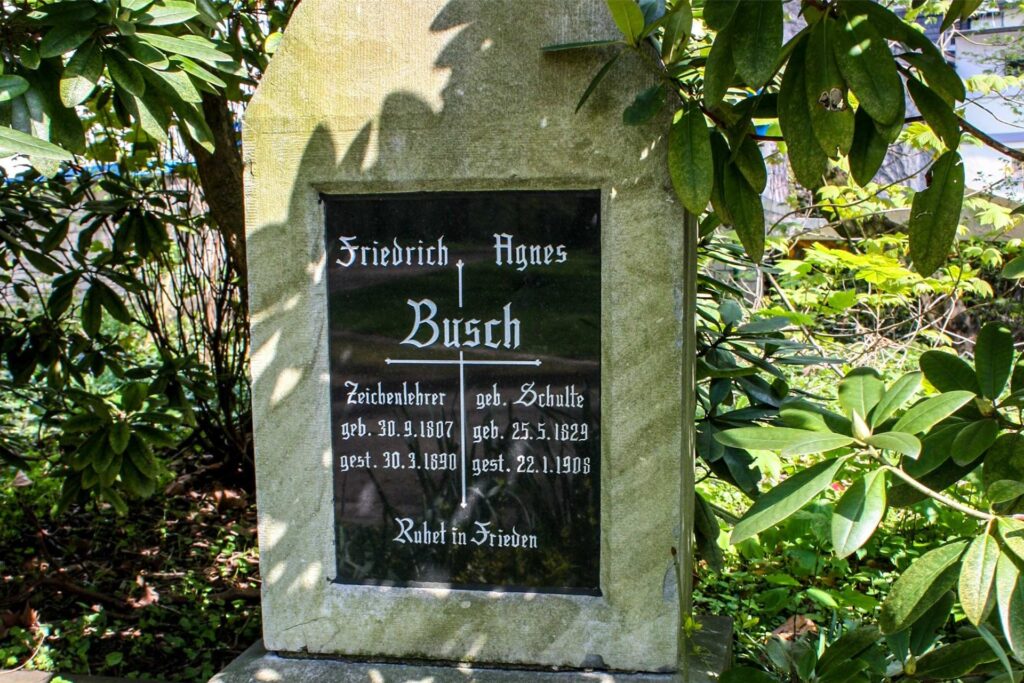 Friedrich Agnes
Busch
Zeichenlehrer geb. Schulte
geb. 30.9.1807 geb. 25.5.1829
gest. 30.3.1890 gest. 22.1.1908
Ruhet in Frieden